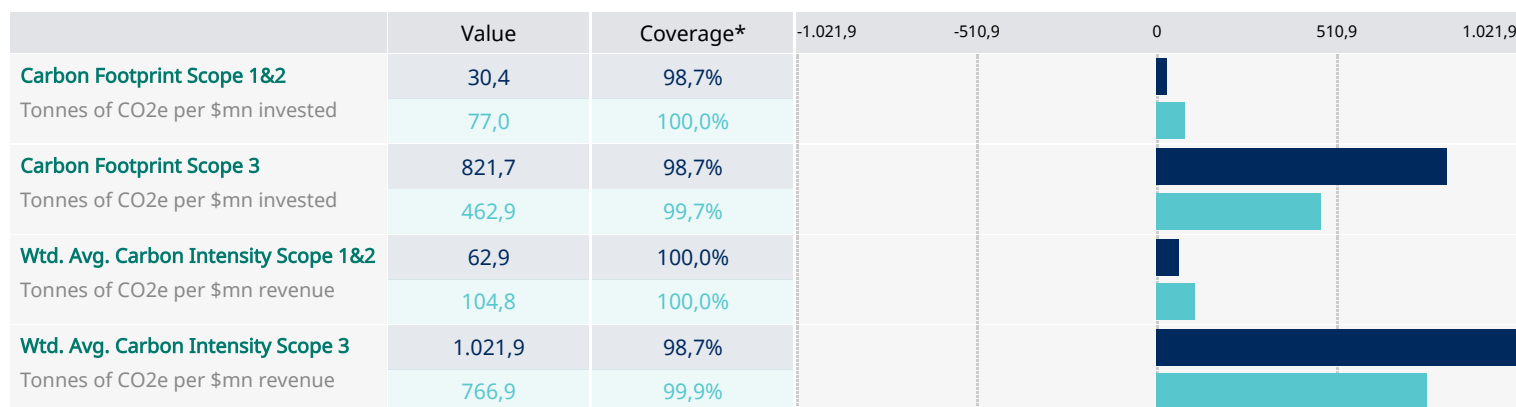 Value Coverage* -1.021,9 -510,9 0 510,9 1.021,9
Carbon Footprint Scope 1&2 30,4 98,7%
Tonnes of CO2e per $mn invested 77,0 100,0%
Carbon Footprint Scope 3 821,7 98,7%
Tonnes of CO2e per $mn invested 462,9 99,7%
Wtd. Avg. Carbon Intensity Scope 1&2 62,9 100,0%
Tonnes of CO2e per $mn revenue 104,8 100,0%
Wtd. Avg. Carbon Intensity Scope 3 1.021,9 98,7%
Tonnes of CO2e per $mn revenue 766,9 99,9%